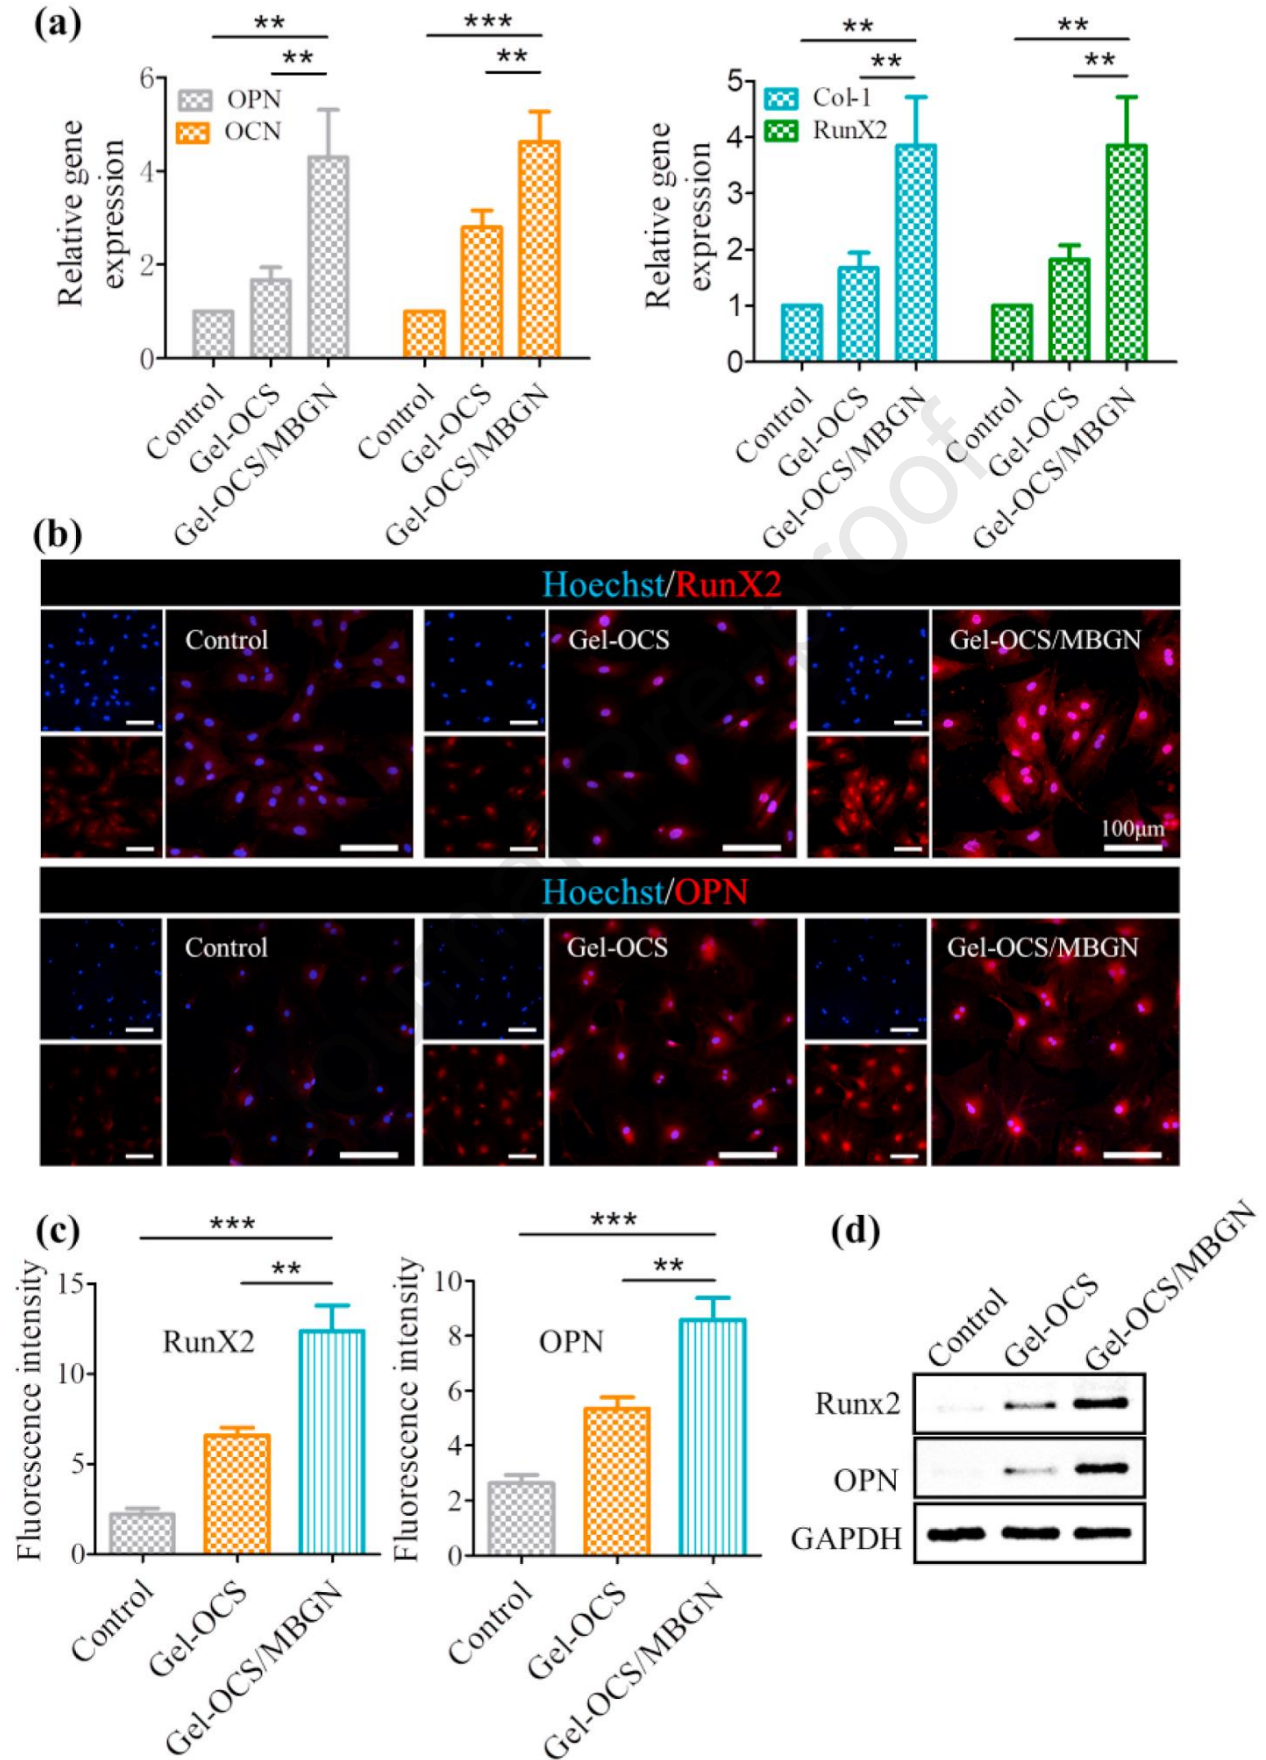 (a)
** *** ** **
** ** ** **
OPN
OCN
Relative gene
expression
6
4
2
0
Control
Gel-OCS
Gel-OCS/MBGN
Control
Gel-OCS
Gel-OCS/MBGN
Col-1
RunX2
Relative gene
expression
5
4
3
2
1
0
Control
Gel-OCS
Gel-OCS/MBGN
Control
Gel-OCS
Gel-OCS/MBGN
Journal Pre-proof
(b)
Hoechst/RunX2
Control
Gel-OCS
Gel-OCS/MBGN
100μm
Hoechst/OPN
Control
Gel-OCS
Gel-OCS/MBGN
(c)
***
**
RunX2
Fluorescence intensity
15
10
5
0
Control
Gel-OCS
Gel-OCS/MBGN
***
**
OPN
Fluorescence intensity
10
8
6
4
2
0
Control
Gel-OCS
Gel-OCS/MBGN
(d)
Control
Gel-OCS
Gel-OCS/MBGN
Runx2
OPN
GAPDH